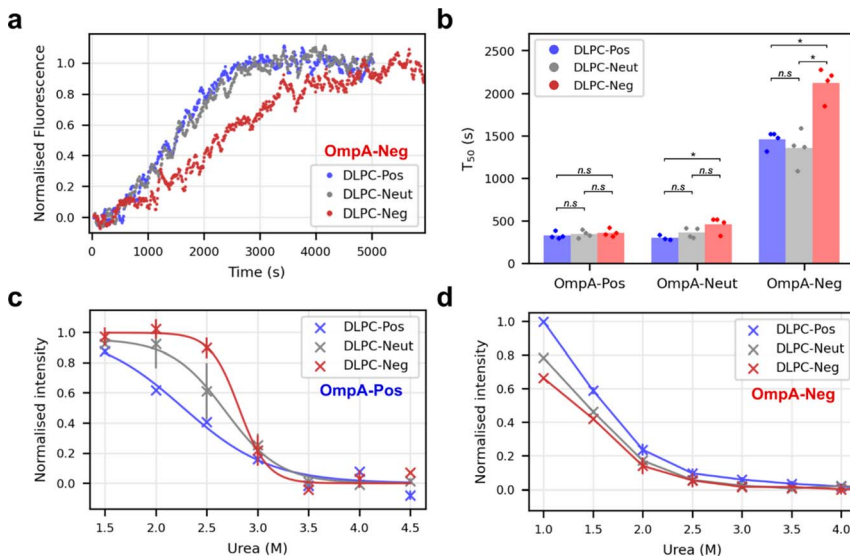 a
Normalised Fluorescence
1.0
0.8
0.6
0.4
0.2
0.0
OmpA-Neg
DLPC-Pos
DLPC-Neut
DLPC-Neg
0 1000 2000 3000 4000 5000
Time (s)
b
T50 (s)
2500
2000
1500
1000
500
0
DLPC-Pos
DLPC-Neut
DLPC-Neg
n.s
n.s
n.s
*
n.s
n.s
*
n.s
*
OmpA-Pos OmpA-Neut OmpA-Neg
c
Normalised intensity
1.0
0.8
0.6
0.4
0.2
0.0
DLPC-Pos
DLPC-Neut
DLPC-Neg
OmpA-Pos
1.5 2.0 2.5 3.0 3.5 4.0 4.5
Urea (M)
d
Normalised intensity
1.0
0.8
0.6
0.4
0.2
0.0
DLPC-Pos
DLPC-Neut
DLPC-Neg
OmpA-Neg
1.0 1.5 2.0 2.5 3.0 3.5 4.0
Urea (M)